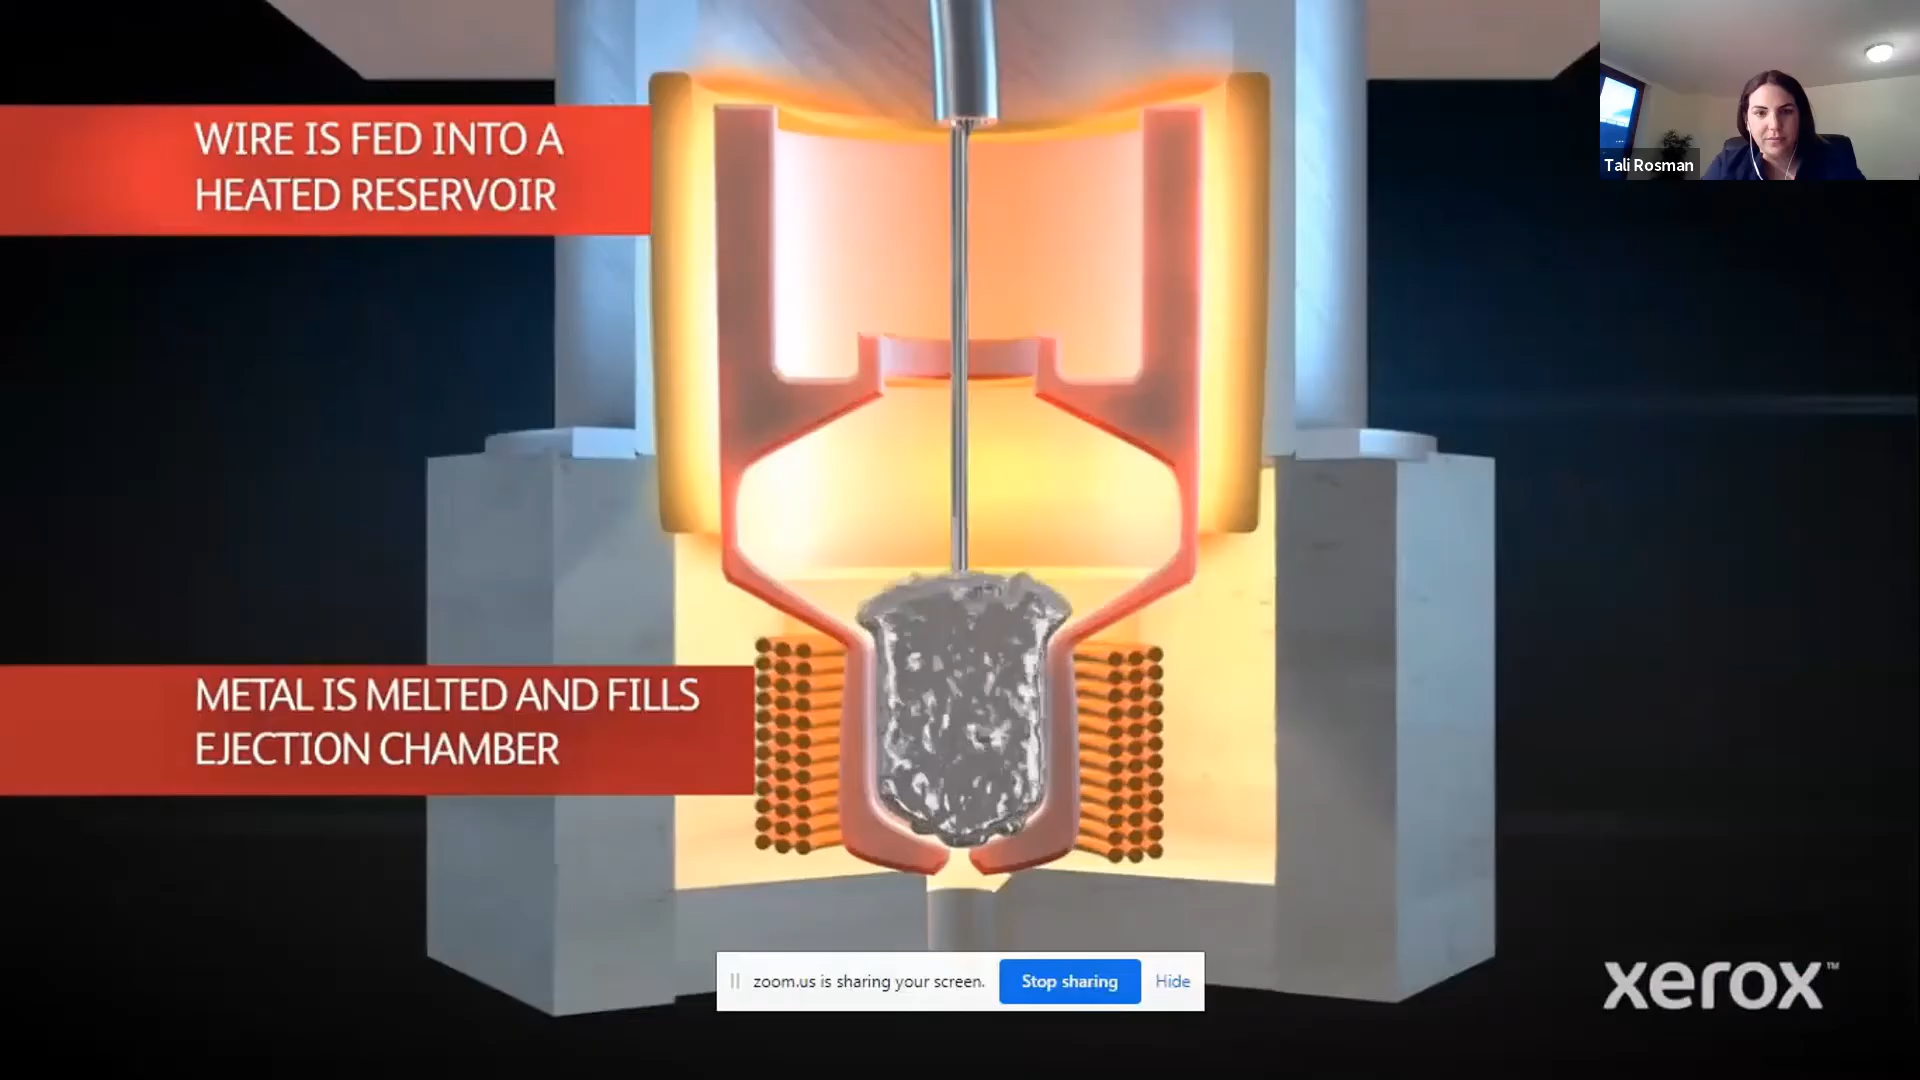 WIRE IS FED INTO A
HEATED RESERVOIR
Tali Rosman
METAL IS MELTED AND FILLS
EJECTION CHAMBER
zoom.us is sharing your screen. Stop sharing Hide
xerox™